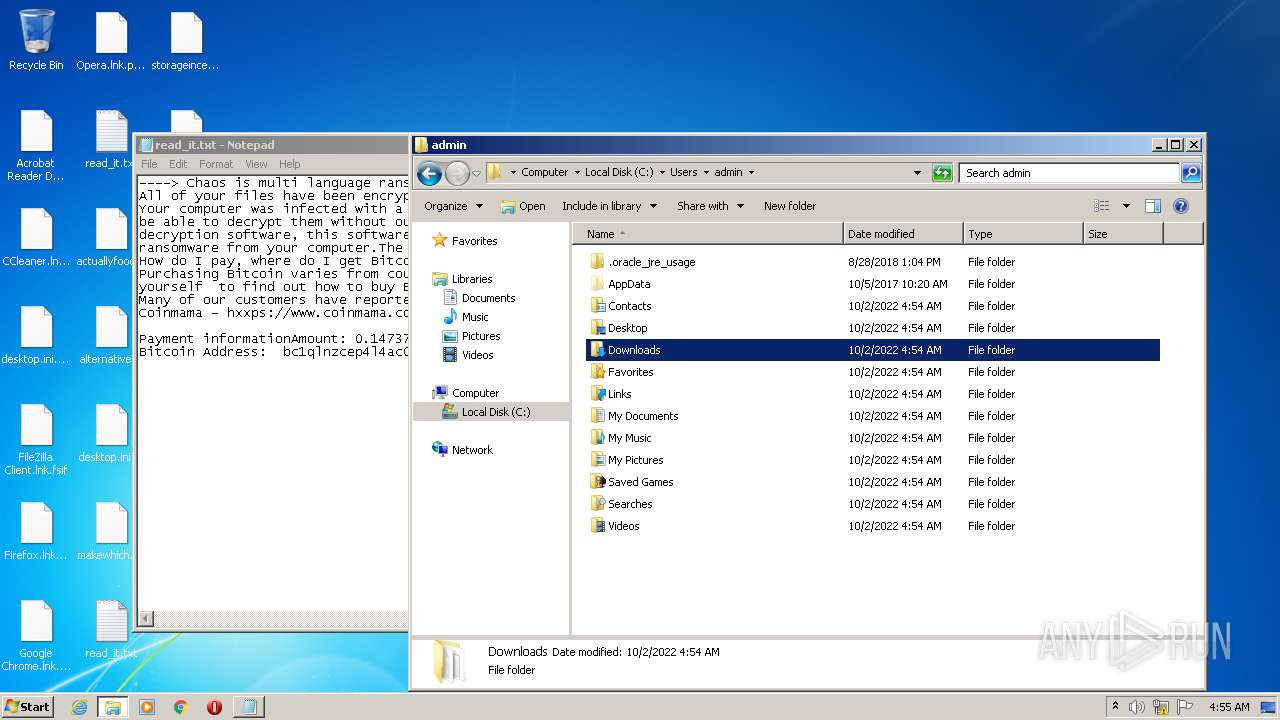 Recycle Bin
Opera.lnk.p...
storageince...
Acrobat
Reader D...
read_it.tx
CCleaner.ln...
actuallyfood
desktop.ini....
alternative
FileZilla
Client.lnk.fsif
desktop.ini
Firefox.lnk....
makewhich.
Google
Chrome.lnk....
read_it.txt
read_it.txt - Notepad
File Edit Format View Help
----> Chaos is multi language rans
All of your files have been encryp
Your computer was infected with a
be able to decrypt them without ou
decryption software, this software
ransomware from your computer.The
How do I pay, where do I get Bitco
Purchasing Bitcoin varies from cou
yourself to find out how to buy B
Many of our customers have reporte
Coinmama - hxxps://www.coinmama.co
Payment informationAmount: 0.14737
Bitcoin Address: bc1qlnzcep4l4ac0
admin
Computer Local Disk (C:) Users admin
Search admin
Organize Open Include in library Share with New folder
Favorites
Libraries
Documents
Music
Pictures
Videos
Computer
Local Disk (C:)
Network
Name Date modified Type Size
.oracle_jre_usage 8/28/2018 1:04 PM File folder
AppData 10/5/2017 10:20 AM File folder
Contacts 10/2/2022 4:54 AM File folder
Desktop 10/2/2022 4:54 AM File folder
Downloads 10/2/2022 4:54 AM File folder
Favorites 10/2/2022 4:54 AM File folder
Links 10/2/2022 4:54 AM File folder
My Documents 10/2/2022 4:54 AM File folder
My Music 10/2/2022 4:54 AM File folder
My Pictures 10/2/2022 4:54 AM File folder
Saved Games 10/2/2022 4:54 AM File folder
Searches 10/2/2022 4:54 AM File folder
Videos 10/2/2022 4:54 AM File folder
Downloads Date modified: 10/2/2022 4:54 AM
File folder
ANY RUN
Start
4:55 AM